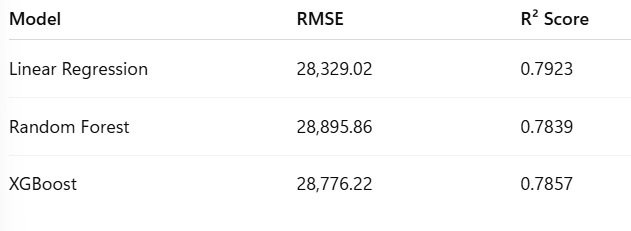 Model RMSE R² Score
Linear Regression 28,329.02 0.7923
Random Forest 28,895.86 0.7839
XGBoost 28,776.22 0.7857